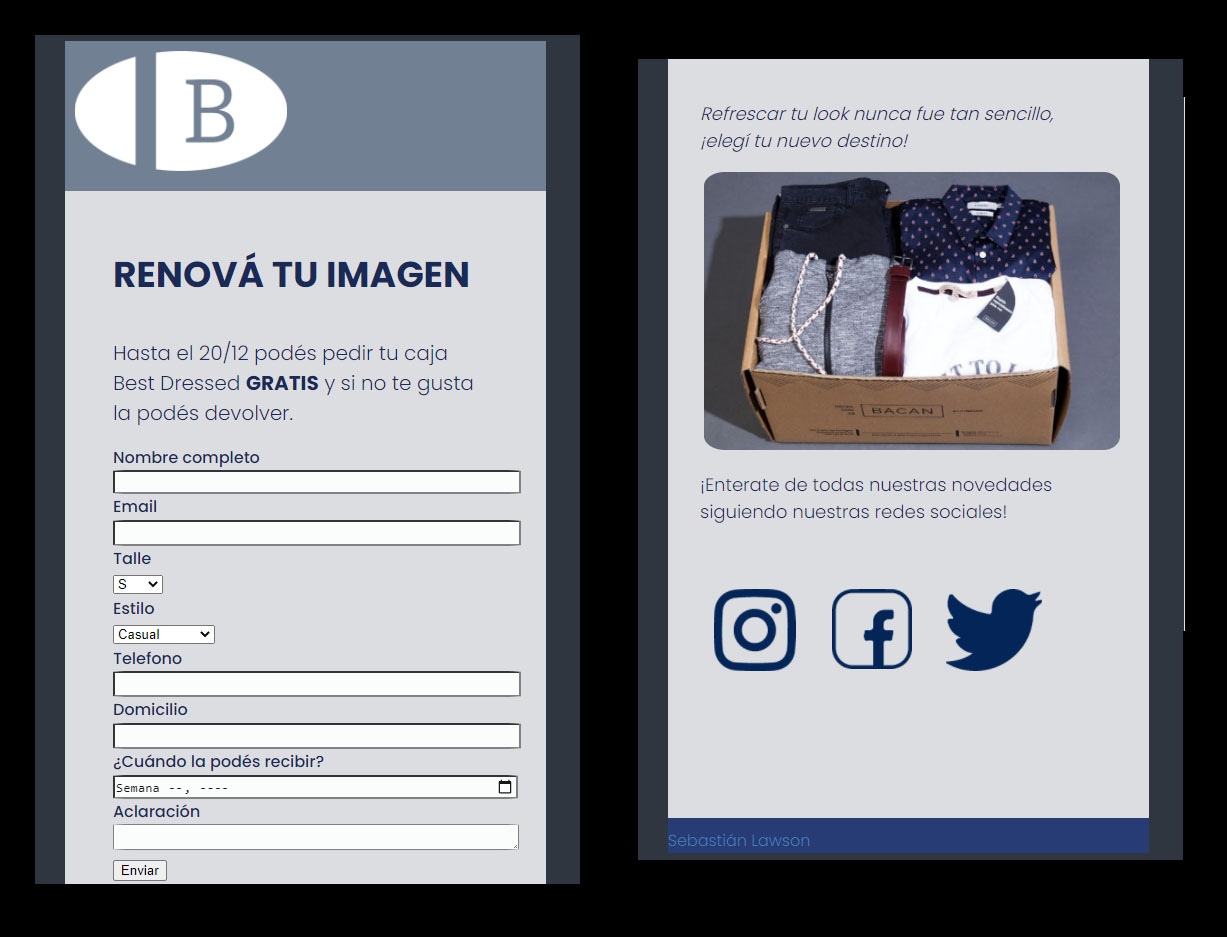 B
RENOVÁ TU IMAGEN
Hasta el 20/12 podés pedir tu caja
Best Dressed GRATIS y si no te gusta
la podés devolver.
Nombre completo
Email
Talle
S
Estilo
Casual
Telefono
Domicilio
¿Cuándo la podés recibir?
Semana --, ----
Aclaración
Enviar
Refrescar tu look nunca fue tan sencillo,
¡elegí tu nuevo destino!
BACAN
¡Enterate de todas nuestras novedades
siguiendo nuestras redes sociales!
Sebastián Lawson